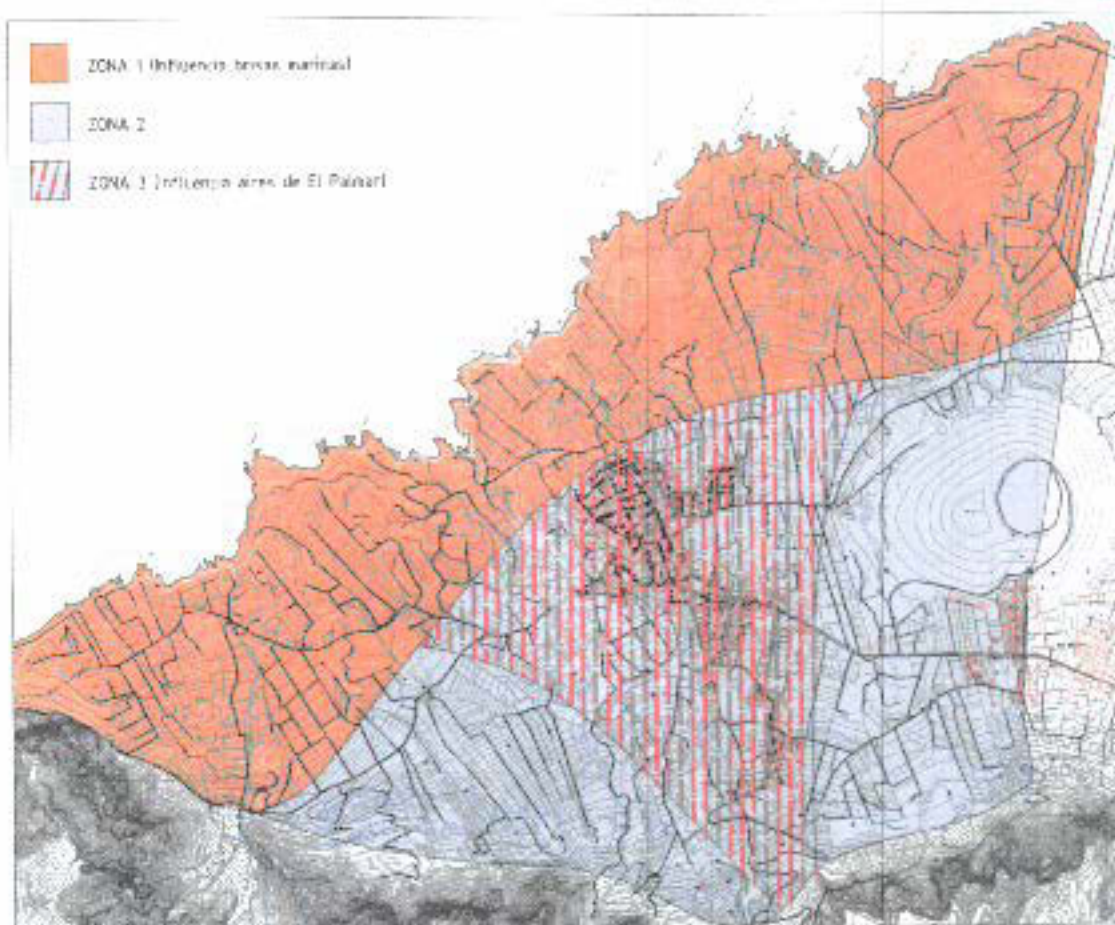 ZONA 1 (Influencia brisas marinas)
ZONA 2
ZONA 3 (Influencia aires de El Palmar)